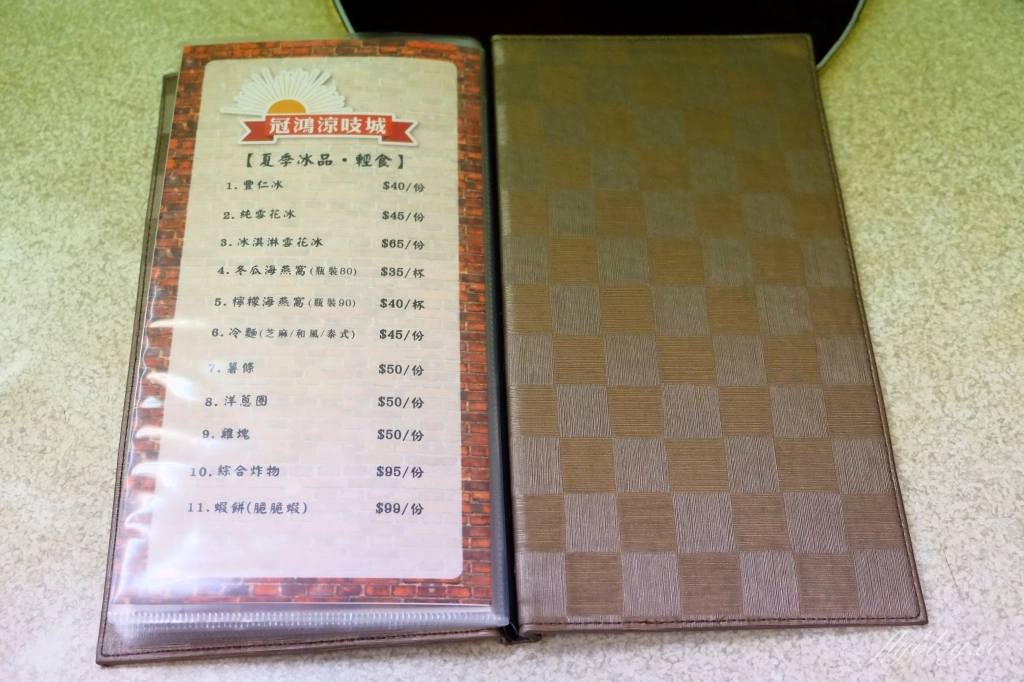 冠鴻涼吱城
【夏季冰品·輕食】
1.豐仁冰 $40/份
2.純雪花冰 $45/份
3.冰淇淋雪花冰 $65/份
4.冬瓜海燕窩(瓶裝80) $35/杯
5.檸檬海燕窩(瓶裝90) $40/杯
6.冷麵(芝麻/和風/泰式) $45/份
7.薯條 $50/份
8.洋蔥圈 $50/份
9.雞塊 $50/份
10.綜合炸物 $95/份
11.蝦餅(脆脆蝦) $99/份